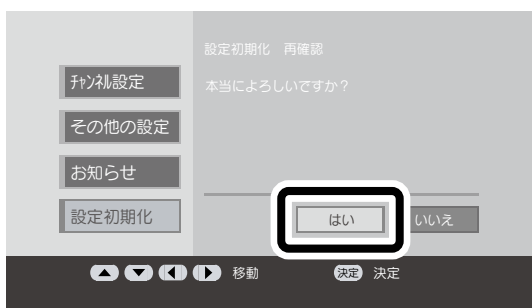 設定初期化　再確認
本当によろしいですか？
ﾁｬﾝﾈﾙ設定
その他の設定
お知らせ
設定初期化
はい
いいえ
移動
決定 決定